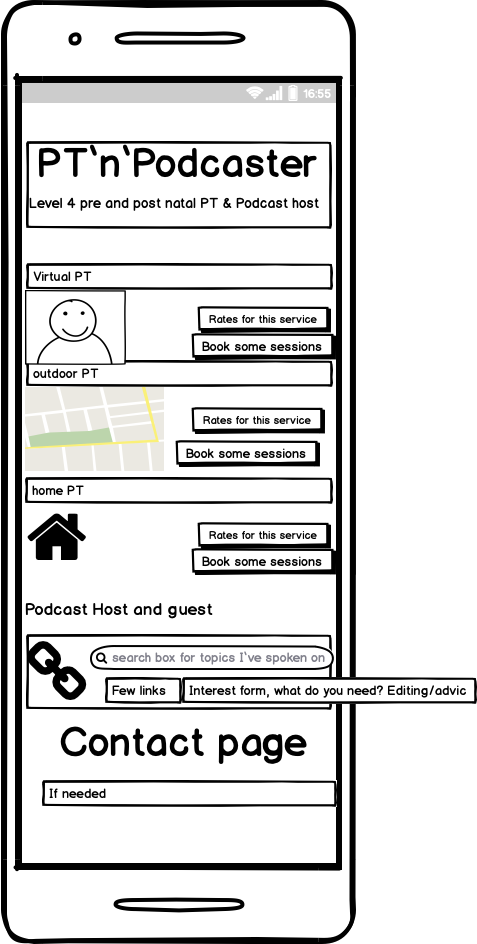 16:55
PT`n`Podcaster
Level 4 pre and post natal PT & Podcast host
Virtual PT
Rates for this service
Book some sessions
outdoor PT
Rates for this service
Book some sessions
home PT
Rates for this service
Book some sessions
Podcast Host and guest
search box for topics I've spoken on
Few links
Interest form, what do you need? Editing/advic
Contact page
If needed